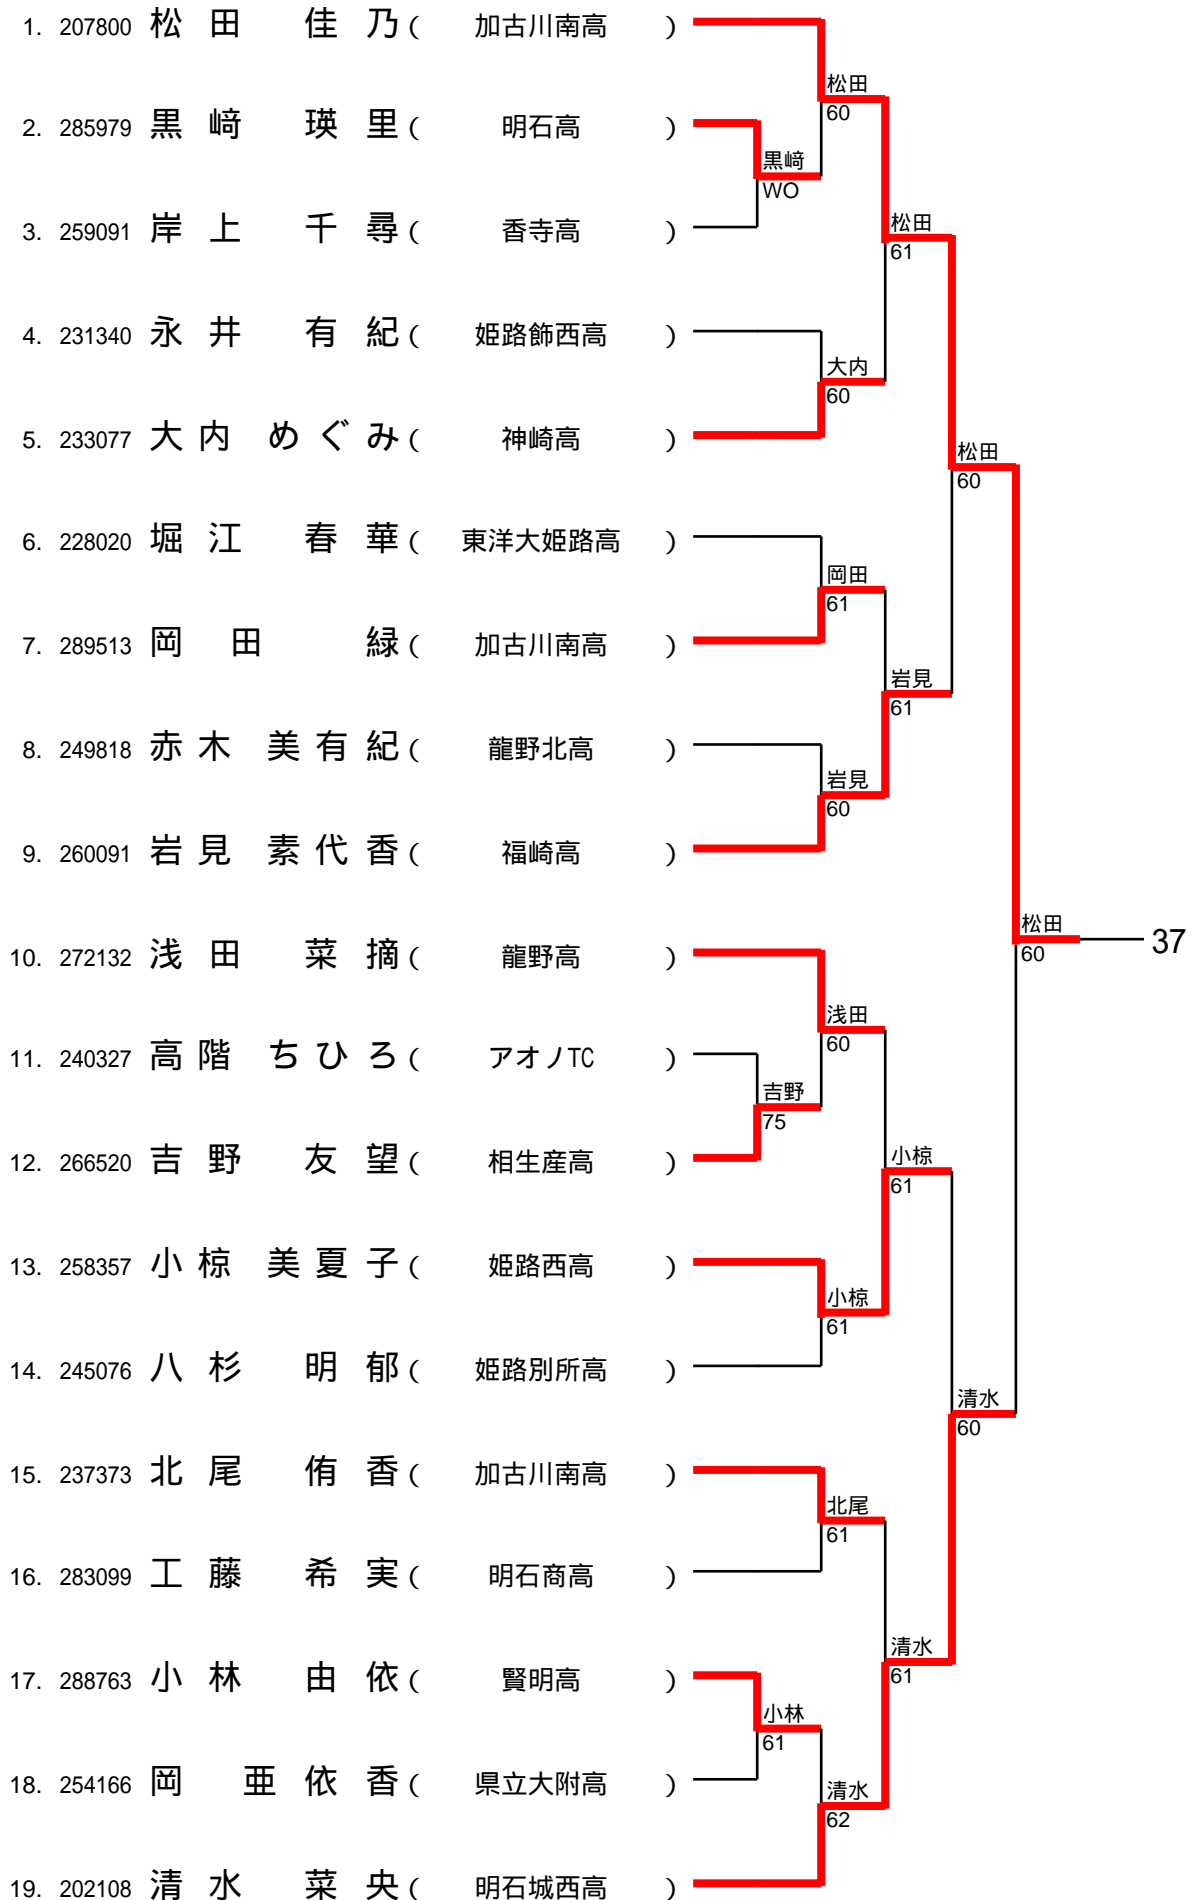 1. 207800 松田 佳乃 ( 加古川南高 )
松田
60
2. 285979 黒﨑 瑛里 ( 明石高 )
黒﨑
WO
3. 259091 岸上 千尋 ( 香寺高 )
松田
61
4. 231340 永井 有紀 ( 姫路飾西高 )
大内
60
5. 233077 大内 めぐみ ( 神崎高 )
松田
60
6. 228020 堀江 春華 ( 東洋大姫路高 )
岡田
61
7. 289513 岡田 緑 ( 加古川南高 )
岩見
61
8. 249818 赤木 美有紀 ( 龍野北高 )
岩見
60
9. 260091 岩見 素代香 ( 福崎高 )
松田
60
37
10. 272132 浅田 菜摘 ( 龍野高 )
浅田
60
11. 240327 高階 ちひろ ( アオノTC )
吉野
75
12. 266520 吉野 友望 ( 相生産高 )
小椋
61
13. 258357 小椋 美夏子 ( 姫路西高 )
小椋
61
14. 245076 八杉 明郁 ( 姫路別所高 )
清水
60
15. 237373 北尾 侑香 ( 加古川南高 )
北尾
61
16. 283099 工藤 希実 ( 明石商高 )
清水
61
17. 288763 小林 由依 ( 賢明高 )
小林
61
18. 254166 岡 亜依香 ( 県立大附高 )
清水
62
19. 202108 清水 菜央 ( 明石城西高 )